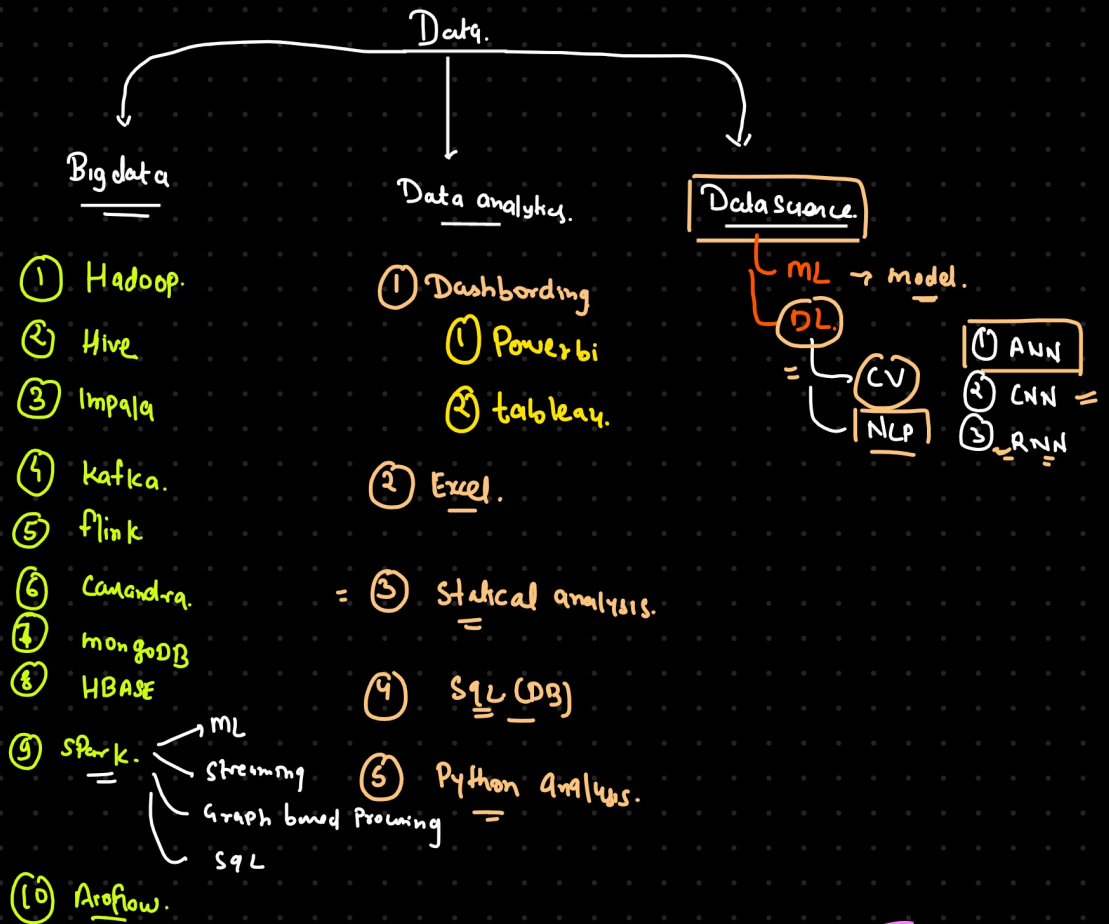 Data.
Big data
① Hadoop.
② Hive
③ Impala
④ Kafka.
⑤ flink
⑥ Cassandra.
⑦ mongoDB
⑧ HBASE
⑨ Spark.
ML
Streaming
Graph based Processing
SQL
⑩ Airflow.
Data analytics.
① Dashbording
① Powerbi
② tableau.
② Excel.
= ③ Statical analysis.
④ SQL (DB)
⑤ Python analysis.
Data Science.
ML → model.
DL.
=
CV
NLP
① ANN
② CNN =
③ RNN